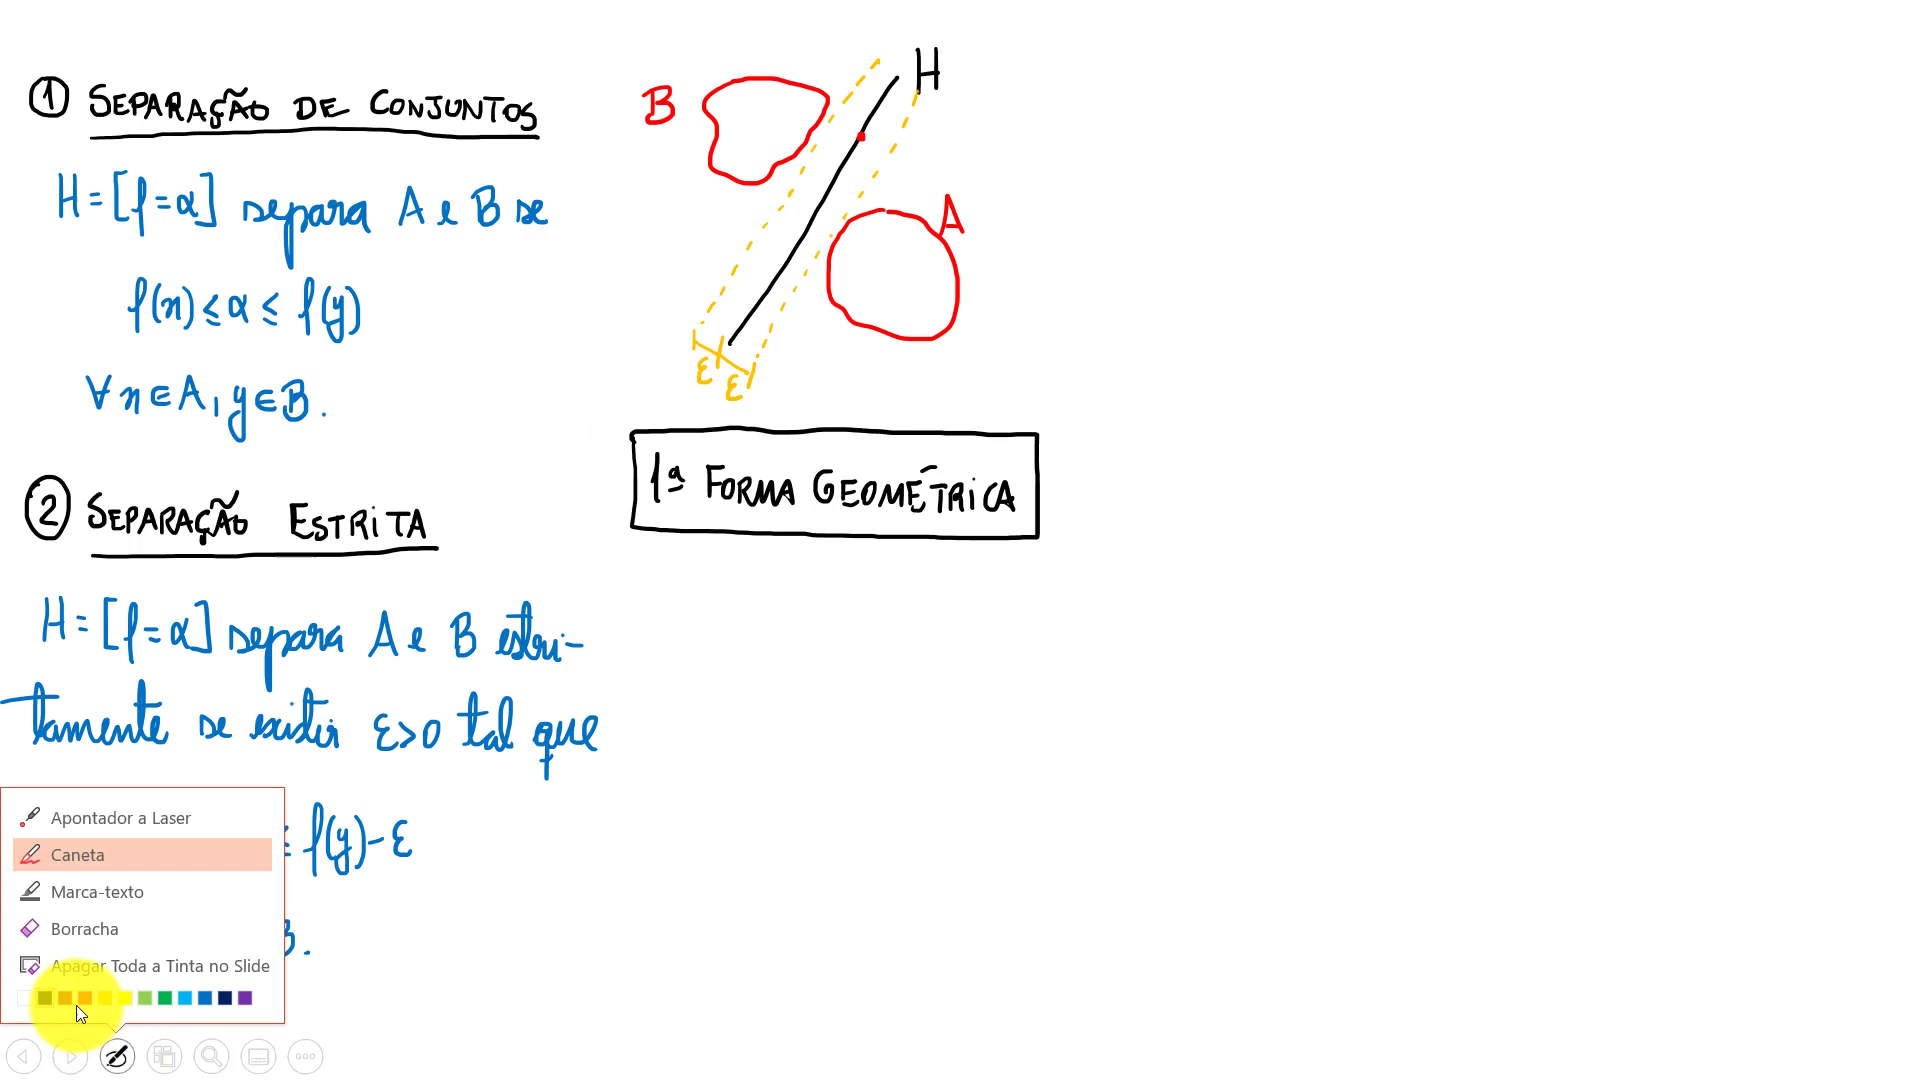 ① SEPARAÇÃO DE CONJUNTOS
H = [f = α] separa A e B se
f(x) ≤ α ≤ f(y)
∀ x ∈ A, y ∈ B.
② SEPARAÇÃO ESTRITA
H = [f = α] separa A e B estri-
tamente se existir ε > 0 tal que
≤ f(y) - ε
B.
B
H
A
ε
ε
1ª FORMA GEOMÉTRICA
Apontador a Laser
Caneta
Marca-texto
Borracha
Apagar Toda a Tinta no Slide